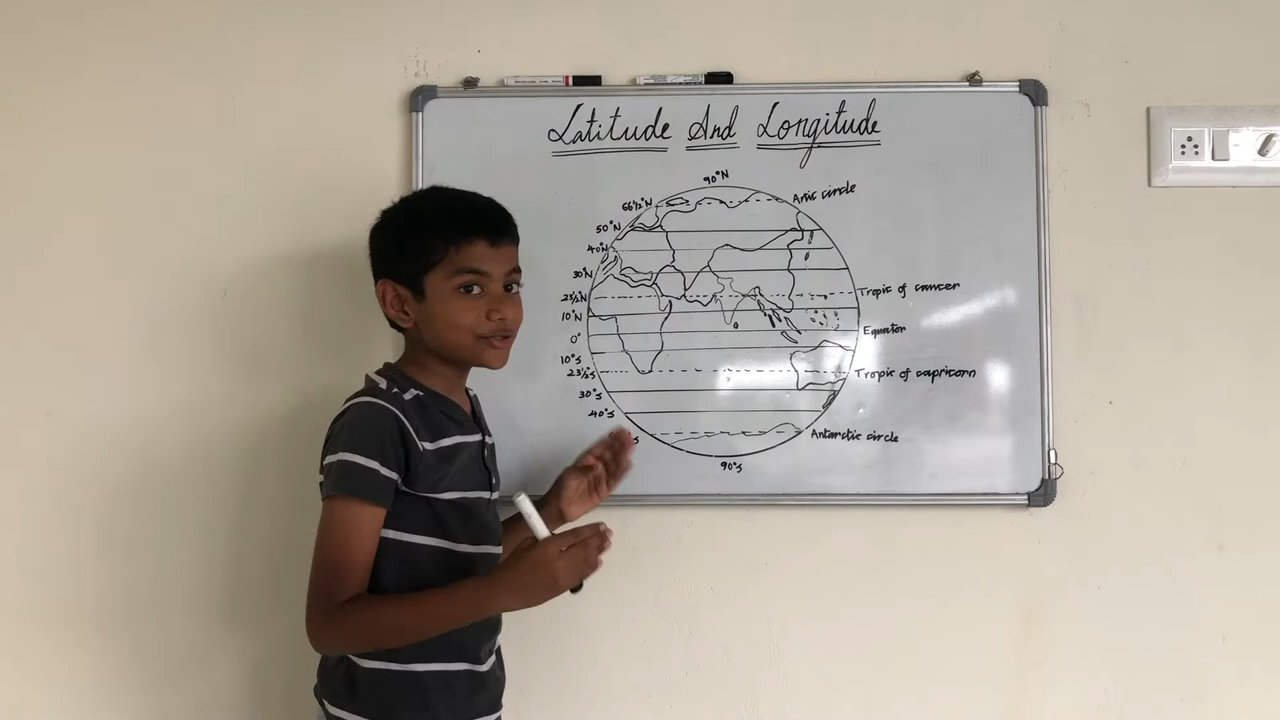 Latitude And Longitude
90°N
66½°N
Artic circle
50°N
40°N
30°N
23½°N
Tropic of cancer
10°N
0°
Equator
10°S
23½°S
Tropic of capricorn
30°S
40°S
Antarctic circle
90°S